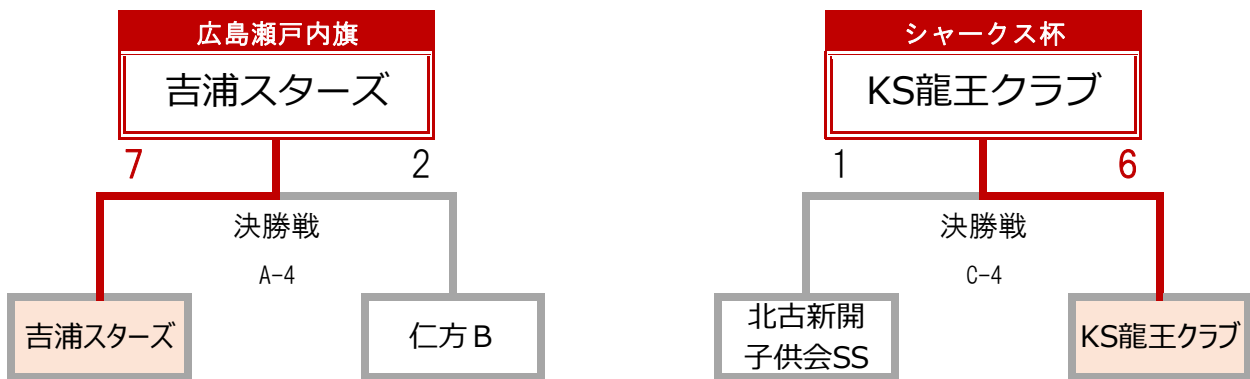 広島瀬戸内旗
吉浦スターズ
7
2
決勝戦
A-4
吉浦スターズ
仁方Ｂ
シャークス杯
KS龍王クラブ
1
6
決勝戦
C-4
北古新開
子供会SS
KS龍王クラブ